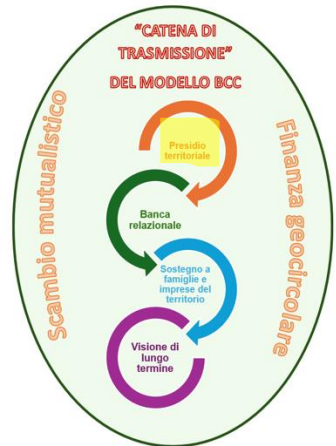 “CATENA DI
TRASMISSIONE”
DEL MODELLO BCC
Scambio mutualistico
Finanza geocircolare
Presidio
territoriale
Banca
relazionale
Sostegno a
famiglie e
imprese del
territorio
Visione di
lungo
termine